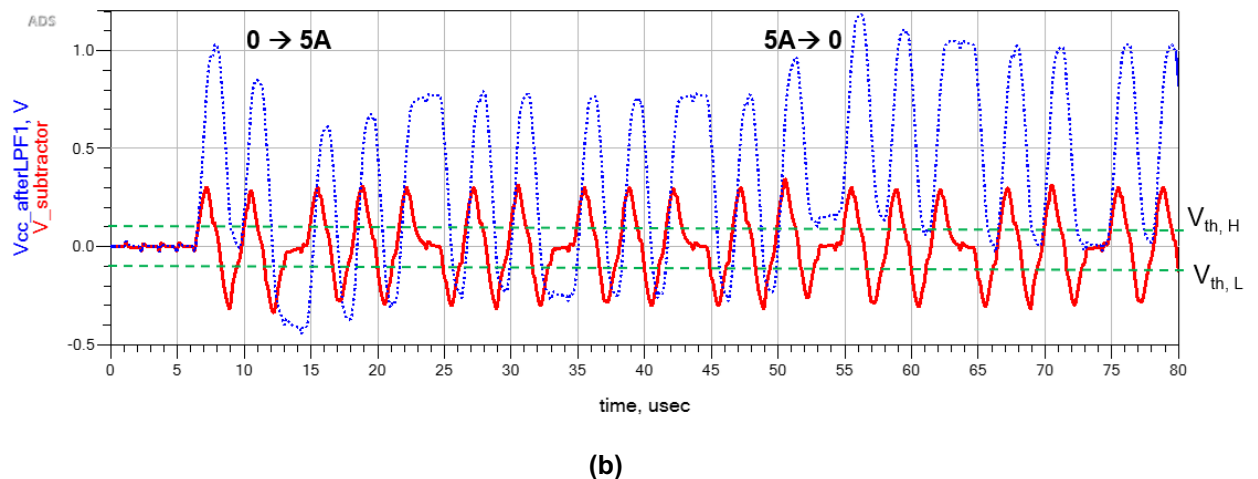 ADS
0 → 5A
5A→ 0
Vcc_afterLPF1, V
V_subtractor
1.0
0.5
0.0
-0.5
V_th, H
V_th, L
0 5 10 15 20 25 30 35 40 45 50 55 60 65 70 75 80
time, usec
(b)